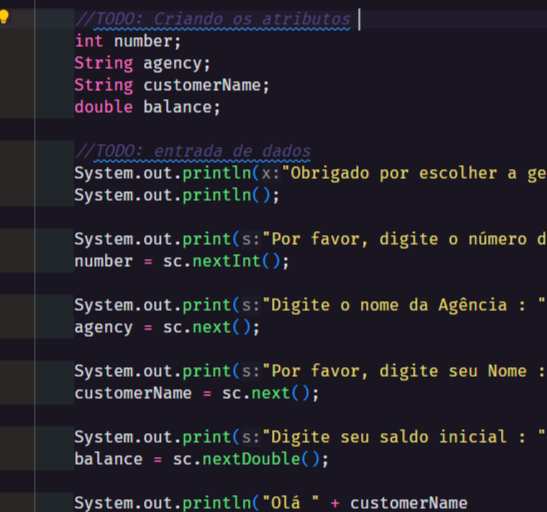 //TODO: Criando os atributos
int number;
String agency;
String customerName;
double balance;
//TODO: entrada de dados
System.out.println(x:"Obrigado por escolher a ge
System.out.println();
System.out.print(s:"Por favor, digite o número d
number = sc.nextInt();
System.out.print(s:"Digite o nome da Agência : "
agency = sc.next();
System.out.print(s:"Por favor, digite seu Nome :
customerName = sc.next();
System.out.print(s:"Digite seu saldo inicial : "
balance = sc.nextDouble();
System.out.println("Olá " + customerName